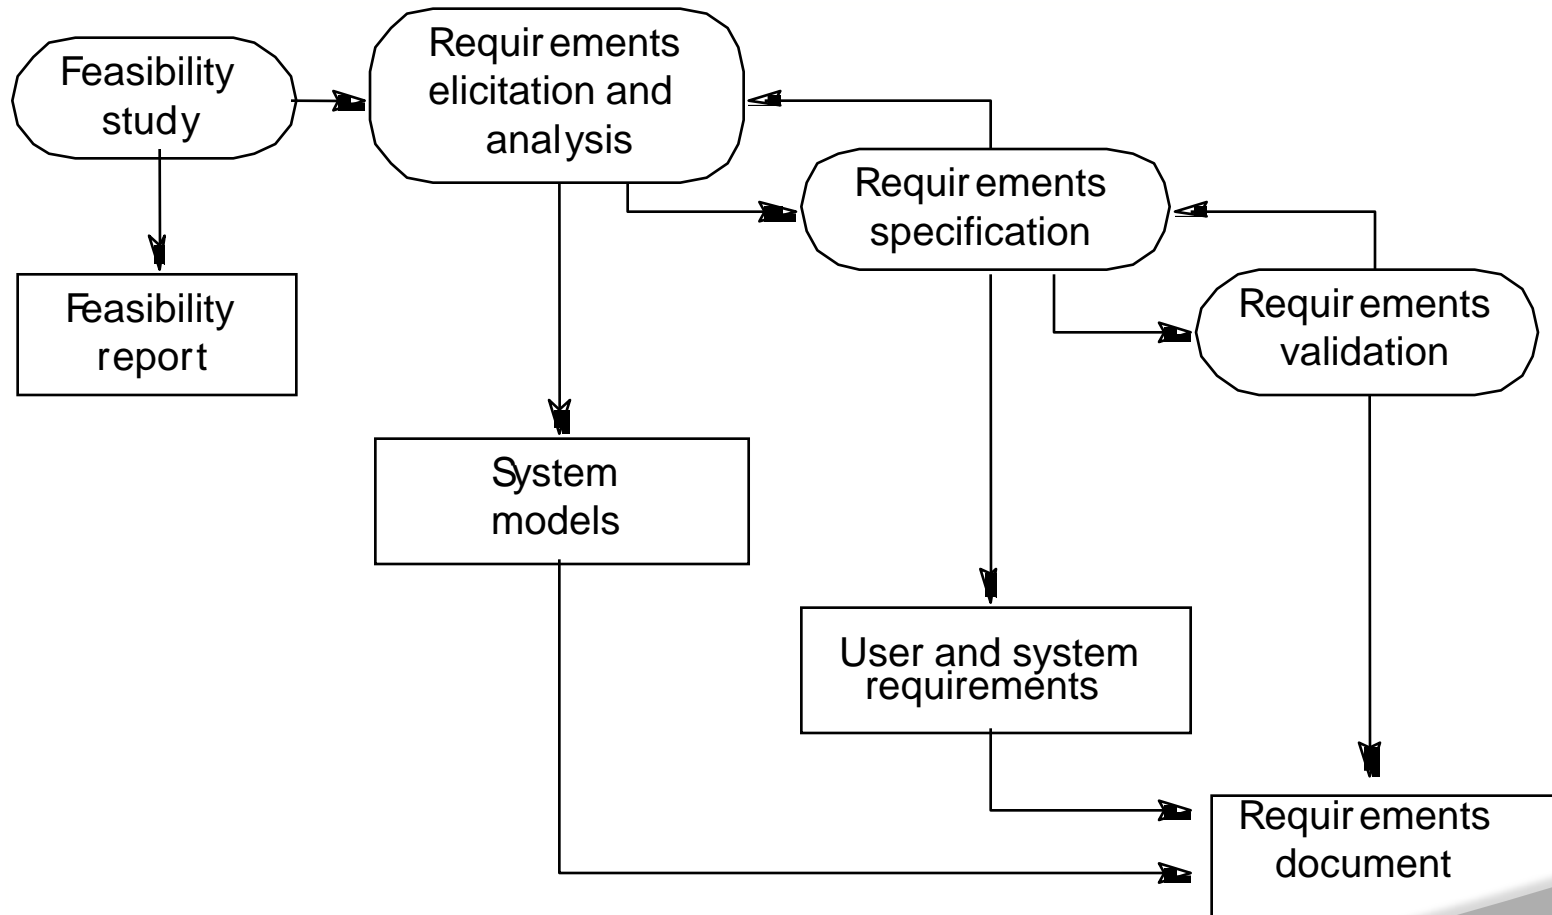 Feasibility
study
Requirements
elicitation and
analysis
Requirements
specification
Requirements
validation
Feasibility
report
System
models
User and system
requirements
Requirements
document